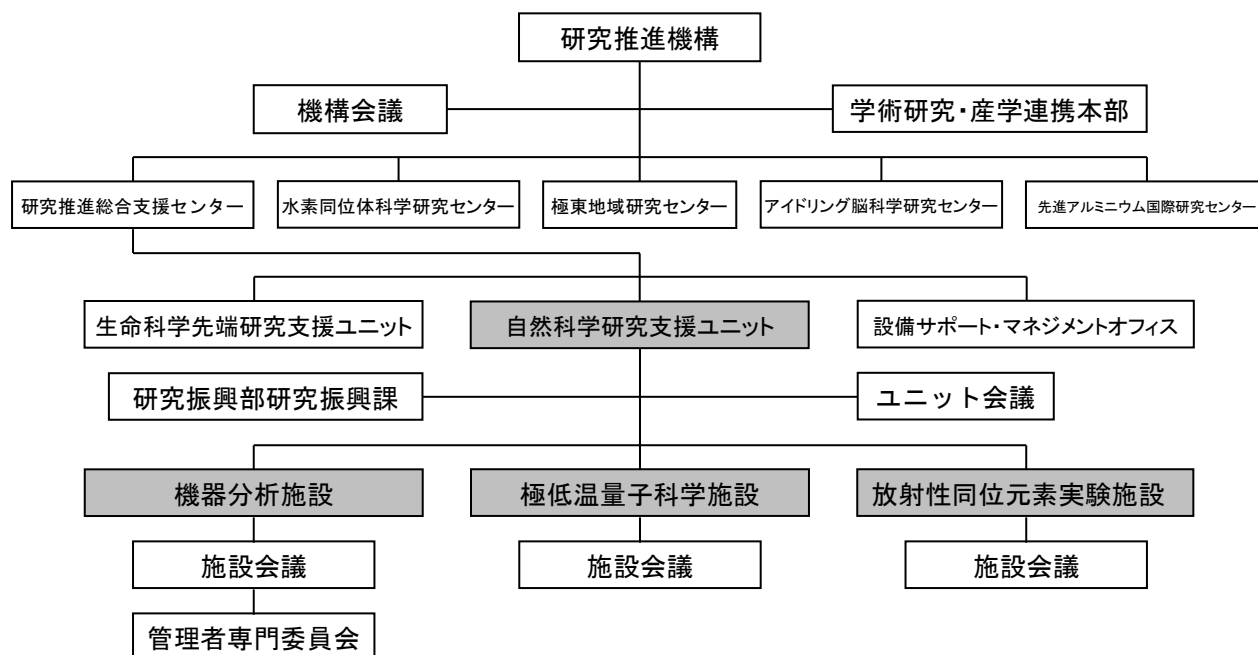 研究推進機構
機構会議
学術研究・産学連携本部
研究推進総合支援センター
水素同位体科学研究センター
極東地域研究センター
アイドリング脳科学研究センター
先進アルミニウム国際研究センター
生命科学先端研究支援ユニット
自然科学研究支援ユニット
設備サポート・マネジメントオフィス
研究振興部研究振興課
ユニット会議
機器分析施設
極低温量子科学施設
放射性同位元素実験施設
施設会議
施設会議
施設会議
管理者専門委員会